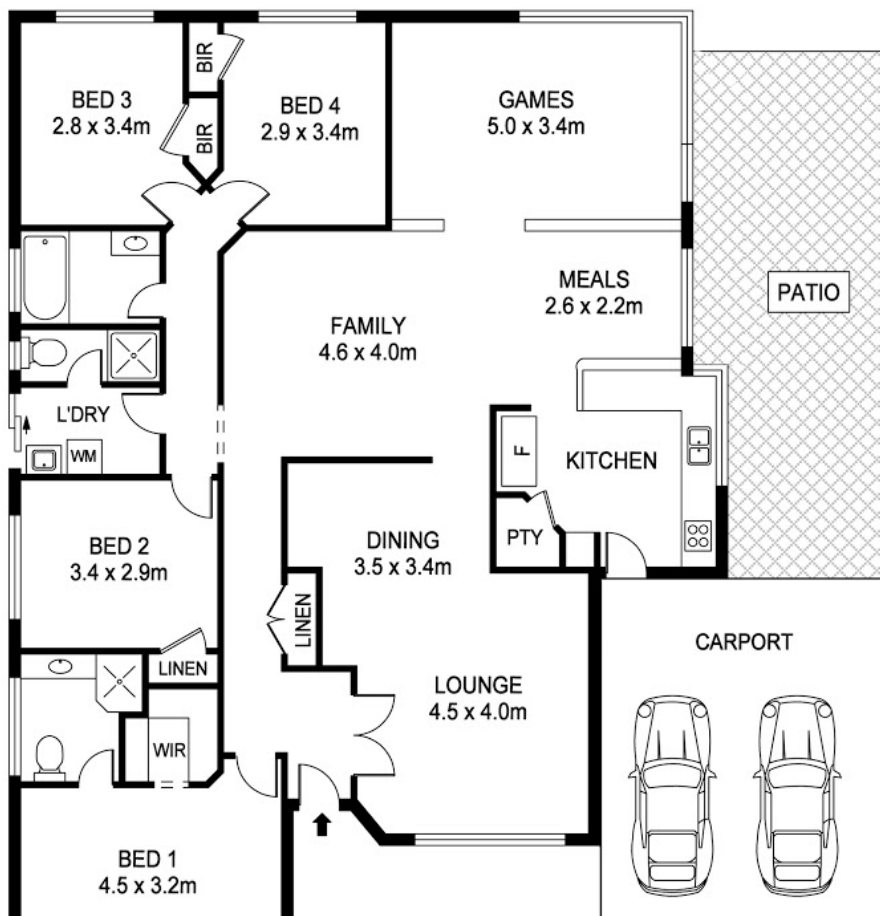 BED 3
2.8 x 3.4m
BIR
BIR
BED 4
2.9 x 3.4m
GAMES
5.0 x 3.4m
MEALS
2.6 x 2.2m
PATIO
FAMILY
4.6 x 4.0m
L'DRY
WM
F
KITCHEN
PTY
BED 2
3.4 x 2.9m
DINING
3.5 x 3.4m
LINEN
LINEN
CARPORT
LOUNGE
4.5 x 4.0m
WIR
BED 1
4.5 x 3.2m